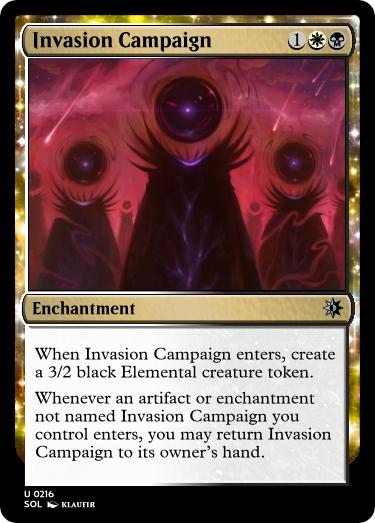 Invasion Campaign 1
Enchantment
When Invasion Campaign enters, create
a 3/2 black Elemental creature token.
Whenever an artifact or enchantment
not named Invasion Campaign you
control enters, you may return Invasion
Campaign to its owner's hand.
U 0216
SOL KLAUFIR